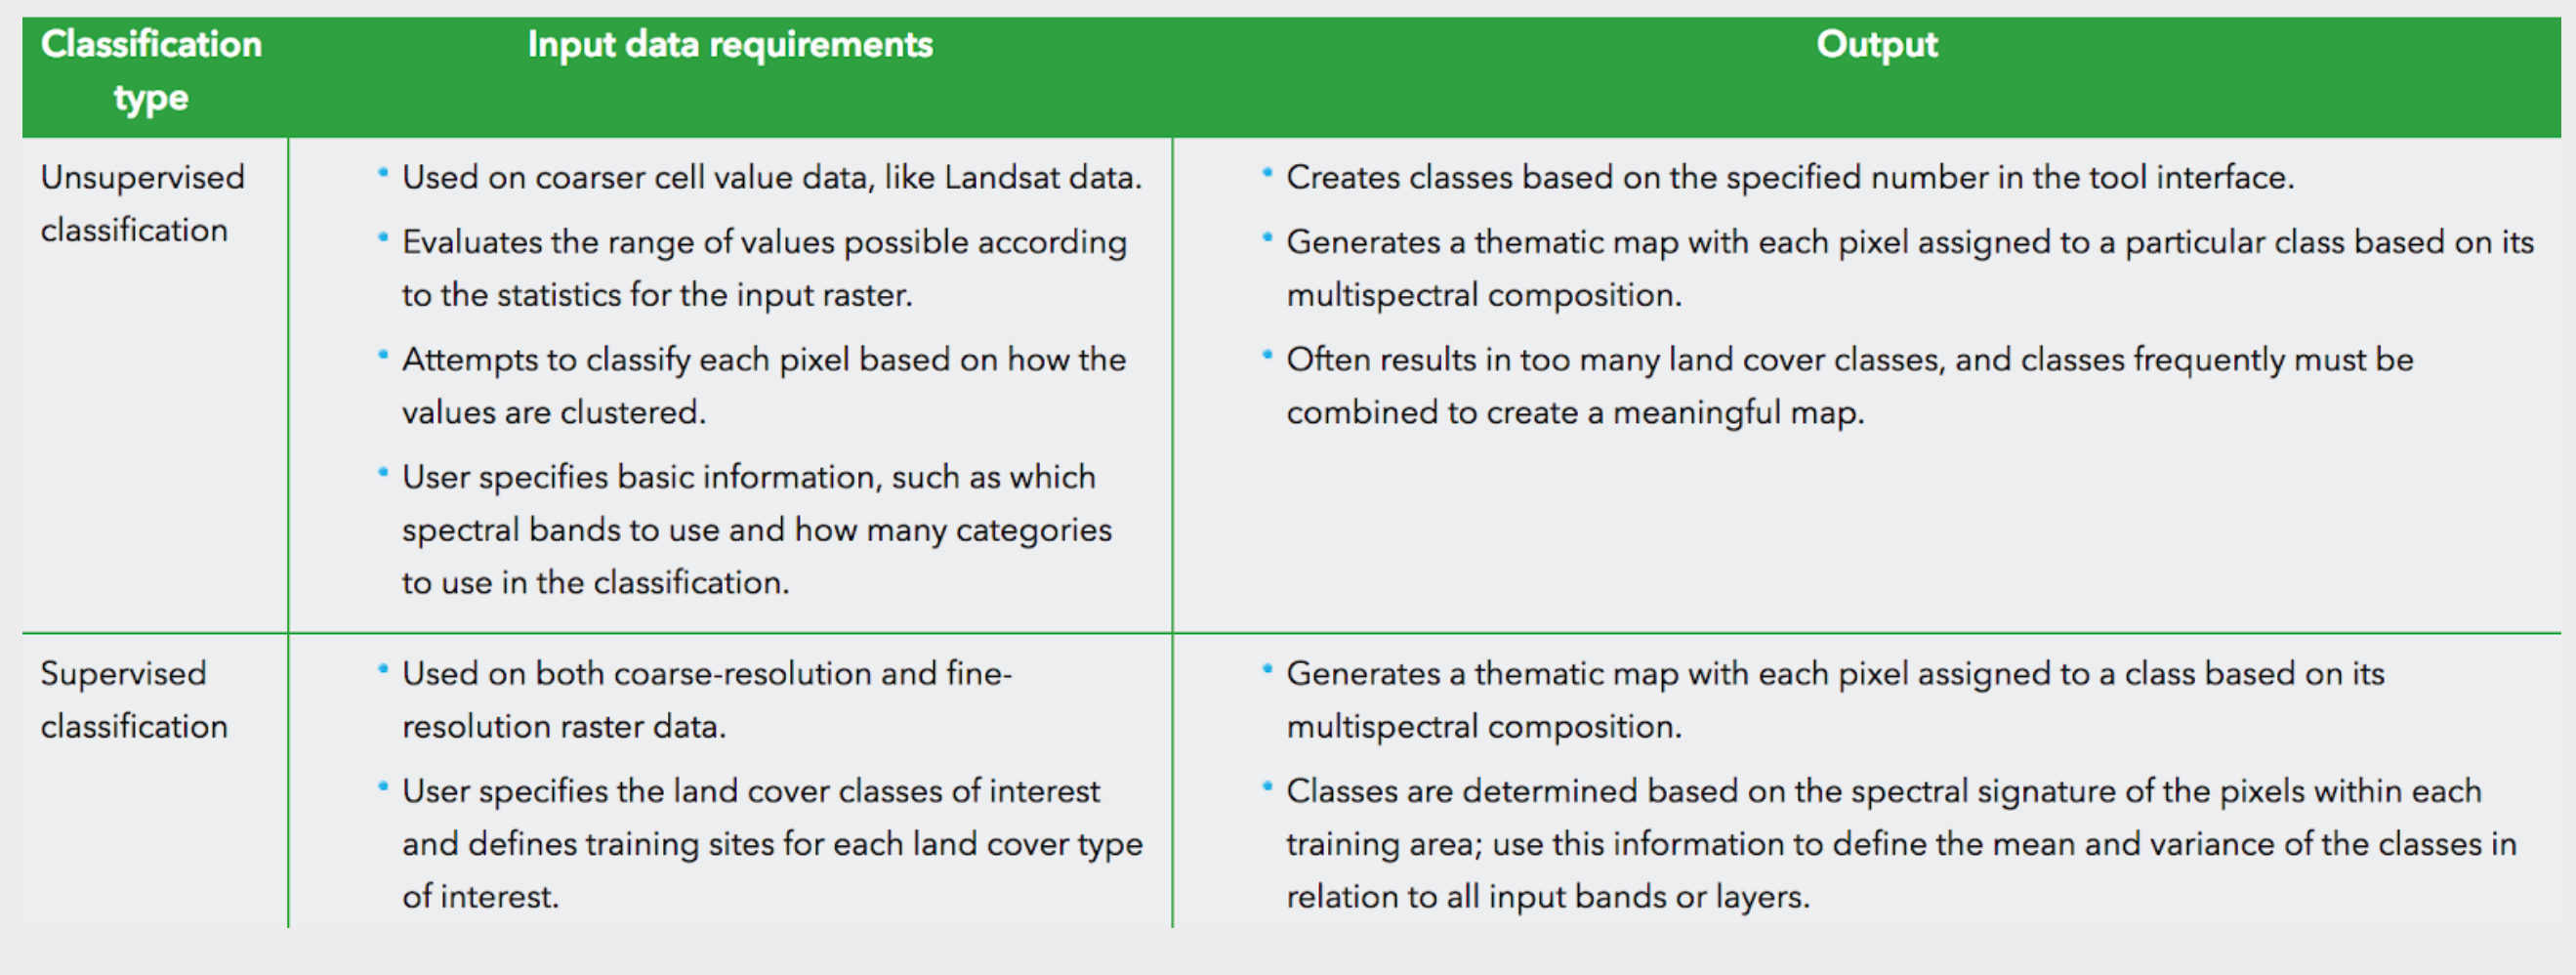 Classification
type
Input data requirements
Output
Unsupervised
classification
• Used on coarser cell value data, like Landsat data.
• Evaluates the range of values possible according
to the statistics for the input raster.
• Attempts to classify each pixel based on how the
values are clustered.
• User specifies basic information, such as which
spectral bands to use and how many categories
to use in the classification.
• Creates classes based on the specified number in the tool interface.
• Generates a thematic map with each pixel assigned to a particular class based on its
multispectral composition.
• Often results in too many land cover classes, and classes frequently must be
combined to create a meaningful map.
Supervised
classification
• Used on both coarse-resolution and fine-
resolution raster data.
• User specifies the land cover classes of interest
and defines training sites for each land cover type
of interest.
• Generates a thematic map with each pixel assigned to a class based on its
multispectral composition.
• Classes are determined based on the spectral signature of the pixels within each
training area; use this information to define the mean and variance of the classes in
relation to all input bands or layers.